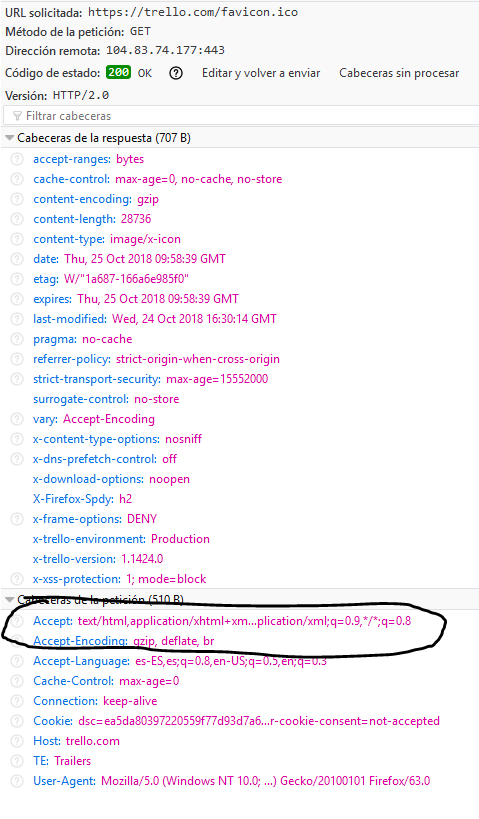 URL solicitada: https://trello.com/favicon.ico
Método de la petición: GET
Dirección remota: 104.83.74.177:443
Código de estado: 200 OK ? Editar y volver a enviar Cabeceras sin procesar
Versión: HTTP/2.0
Filtrar cabeceras
Cabeceras de la respuesta (707 B)
? accept-ranges: bytes
? cache-control: max-age=0, no-cache, no-store
? content-encoding: gzip
? content-length: 28736
? content-type: image/x-icon
? date: Thu, 25 Oct 2018 09:58:39 GMT
? etag: W/"1a687-166a6e985f0"
? expires: Thu, 25 Oct 2018 09:58:39 GMT
? last-modified: Wed, 24 Oct 2018 16:30:14 GMT
? pragma: no-cache
? referrer-policy: strict-origin-when-cross-origin
? strict-transport-security: max-age=15552000
surrogate-control: no-store
? vary: Accept-Encoding
? x-content-type-options: nosniff
? x-dns-prefetch-control: off
x-download-options: noopen
X-Firefox-Spdy: h2
? x-frame-options: DENY
x-trello-environment: Production
x-trello-version: 1.1424.0
? x-xss-protection: 1; mode=block
Cabeceras de la petición (510 B)
? Accept: text/html,application/xhtml+xm...plication/xml;q=0.9,*/*;q=0.8
? Accept-Encoding: gzip, deflate, br
? Accept-Language: es-ES,es;q=0.8,en-US;q=0.5,en;q=0.3
? Cache-Control: max-age=0
? Connection: keep-alive
? Cookie: dsc=ea5da80397220559f77d93d7a6...r-cookie-consent=not-accepted
? Host: trello.com
? TE: Trailers
? User-Agent: Mozilla/5.0 (Windows NT 10.0; ...) Gecko/20100101 Firefox/63.0